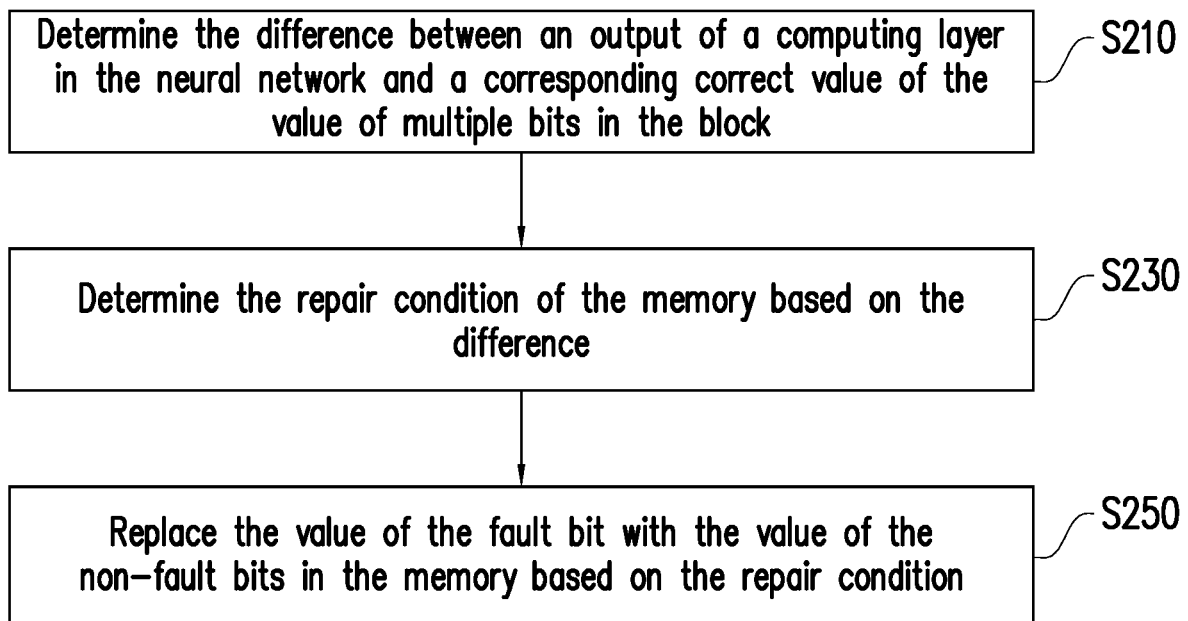 Determine the difference between an output of a computing layer
in the neural network and a corresponding correct value of the
value of multiple bits in the block
S210
Determine the repair condition of the memory based on the
difference
S230
Replace the value of the fault bit with the value of the
non-fault bits in the memory based on the repair condition
S250